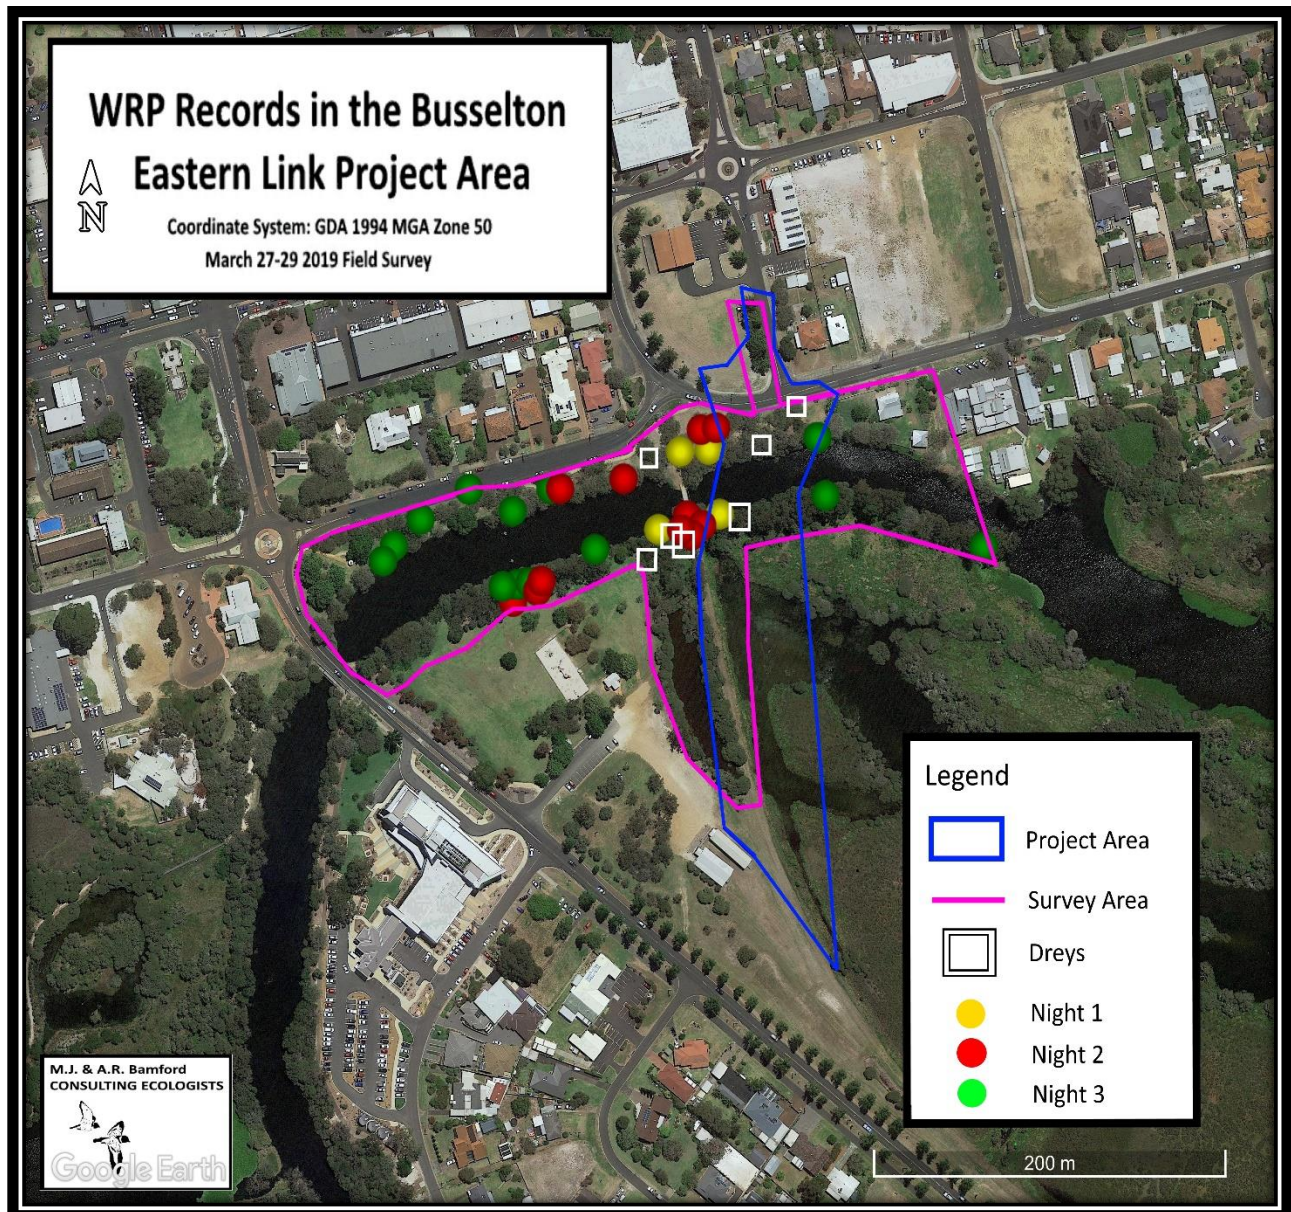 WRP Records in the Busselton
Eastern Link Project Area
N
Coordinate System: GDA 1994 MGA Zone 50
March 27-29 2019 Field Survey
Legend
Project Area
Survey Area
Dreys
Night 1
Night 2
Night 3
200 m
M.J. & A.R. Bamford
CONSULTING ECOLOGISTS
Google Earth